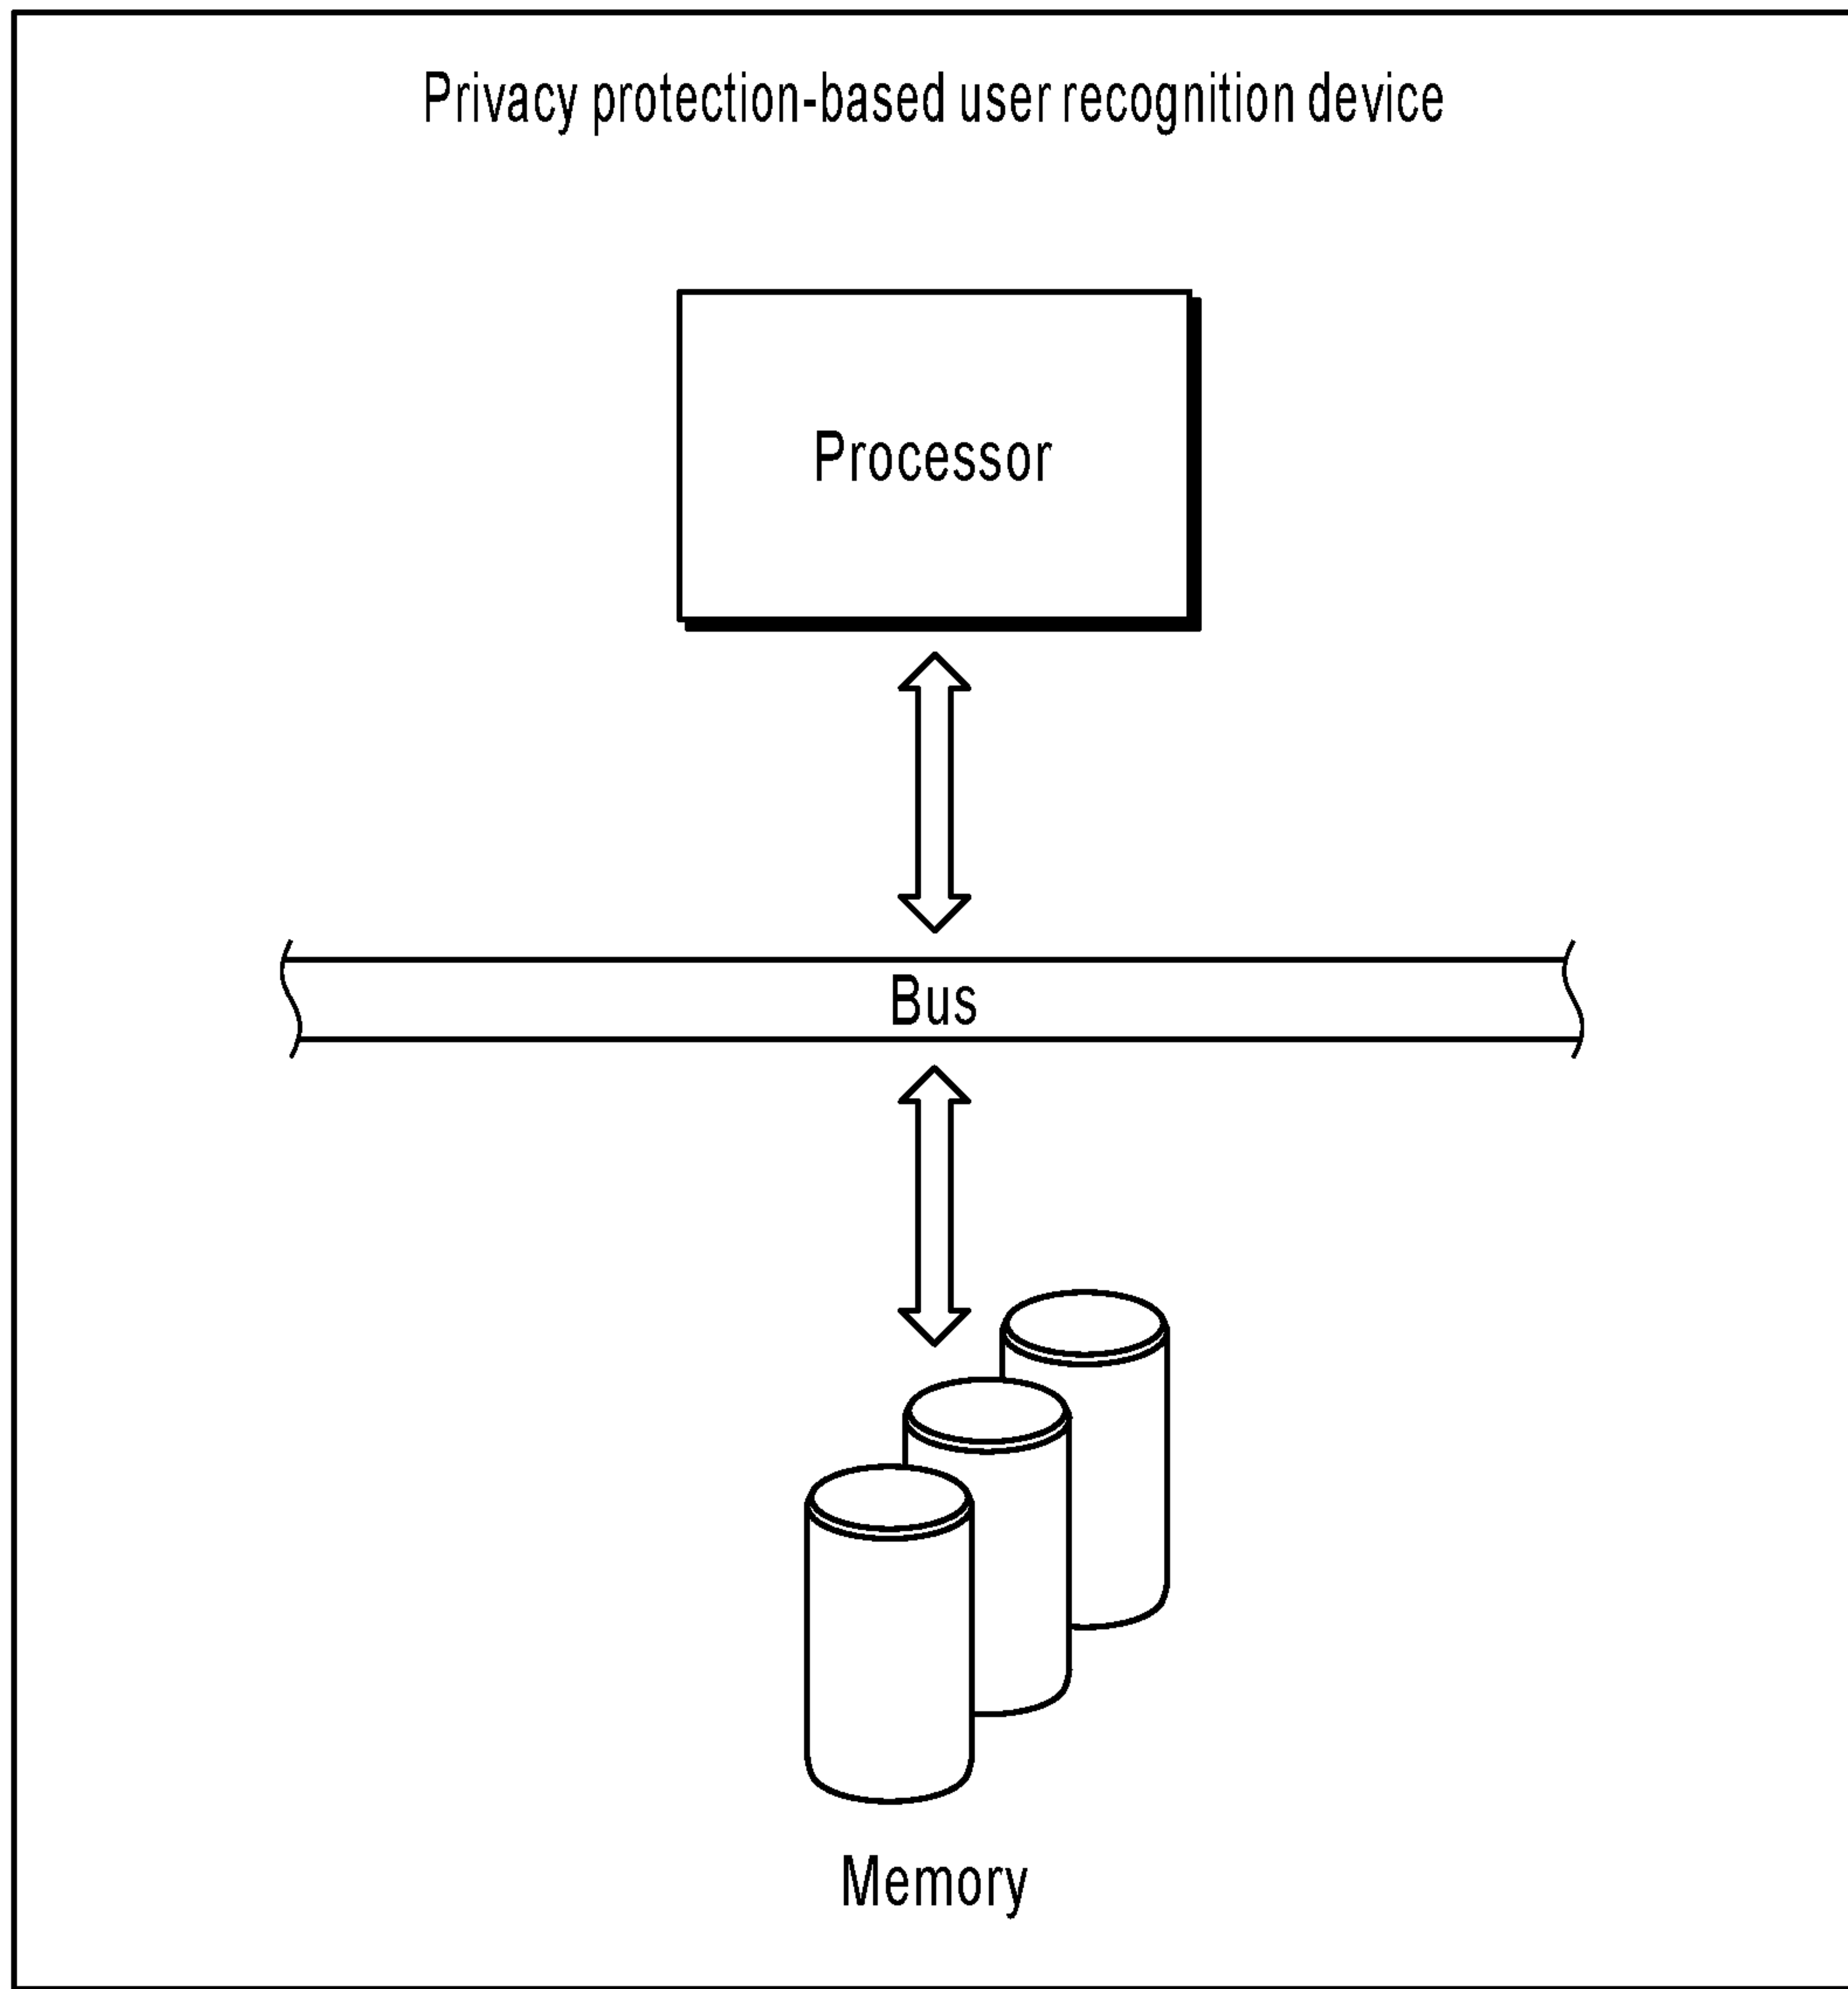 Privacy protection-based user recognition device
Processor
Bus
Memory